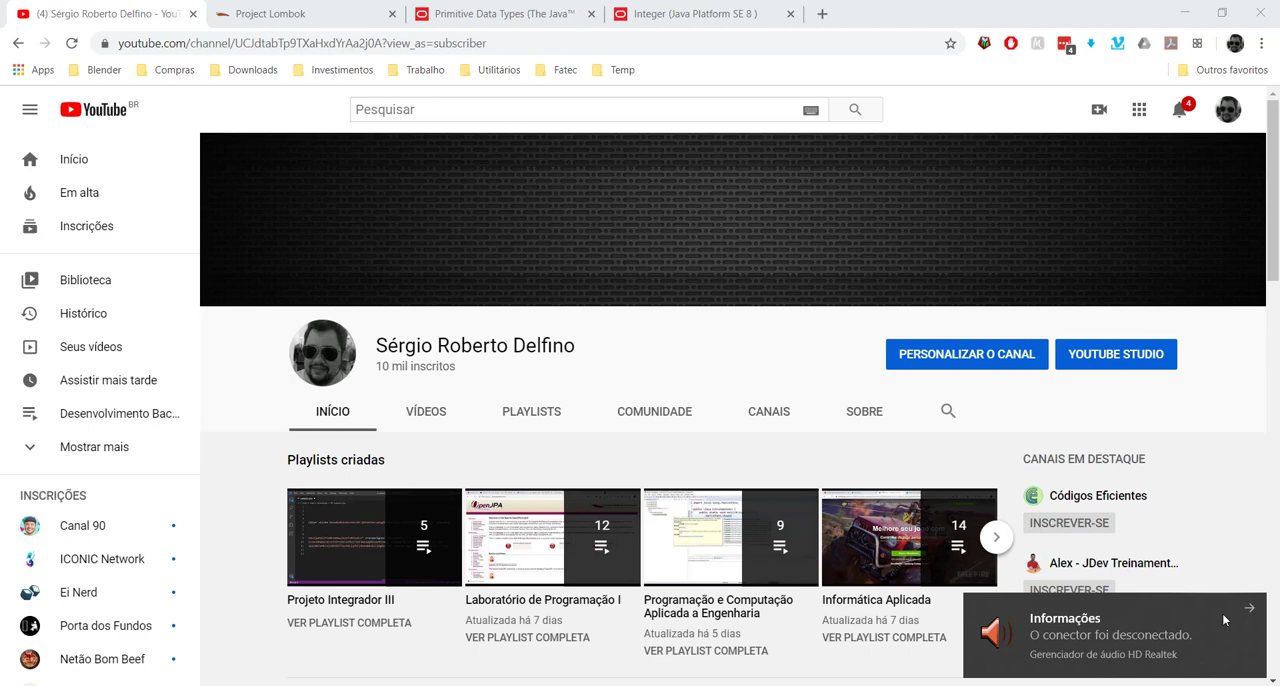 (4) Sérgio Roberto Delfino - YouT
Project Lombok
Primitive Data Types (The Java™
Integer (Java Platform SE 8 )
youtube.com/channel/UCJdtabTp9TXaHxdYrAa2j0A?view_as=subscriber
4
Apps
Blender
Compras
Downloads
Investimentos
Trabalho
Utilitários
Fatec
Temp
Outros favoritos
YouTube BR
Pesquisar
4
Início
Em alta
Inscrições
Biblioteca
Histórico
Seus vídeos
Assistir mais tarde
Desenvolvimento Bac...
Mostrar mais
INSCRIÇÕES
Canal 90
ICONIC Network
Ei Nerd
Porta dos Fundos
Netão Bom Beef
Sérgio Roberto Delfino
10 mil inscritos
PERSONALIZAR O CANAL
YOUTUBE STUDIO
INÍCIO
VÍDEOS
PLAYLISTS
COMUNIDADE
CANAIS
SOBRE
Playlists criadas
5
12
9
14
Projeto Integrador III
VER PLAYLIST COMPLETA
Laboratório de Programação I
Atualizada há 7 dias
VER PLAYLIST COMPLETA
Programação e Computação
Aplicada a Engenharia
Atualizada há 5 dias
VER PLAYLIST COMPLETA
Informática Aplicada
Atualizada há 7 dias
VER PLAYLIST COMPLETA
CANAIS EM DESTAQUE
Códigos Eficientes
INSCREVER-SE
Alex - JDev Treinament...
INSCREVER-SE
Informações
O conector foi desconectado.
Gerenciador de áudio HD Realtek